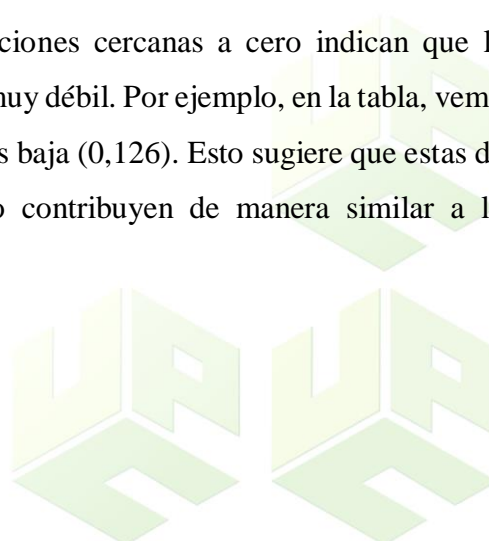 ciones cercanas a cero indican que l
muy débil. Por ejemplo, en la tabla, vem
s baja (0,126). Esto sugiere que estas d
o contribuyen de manera similar a l